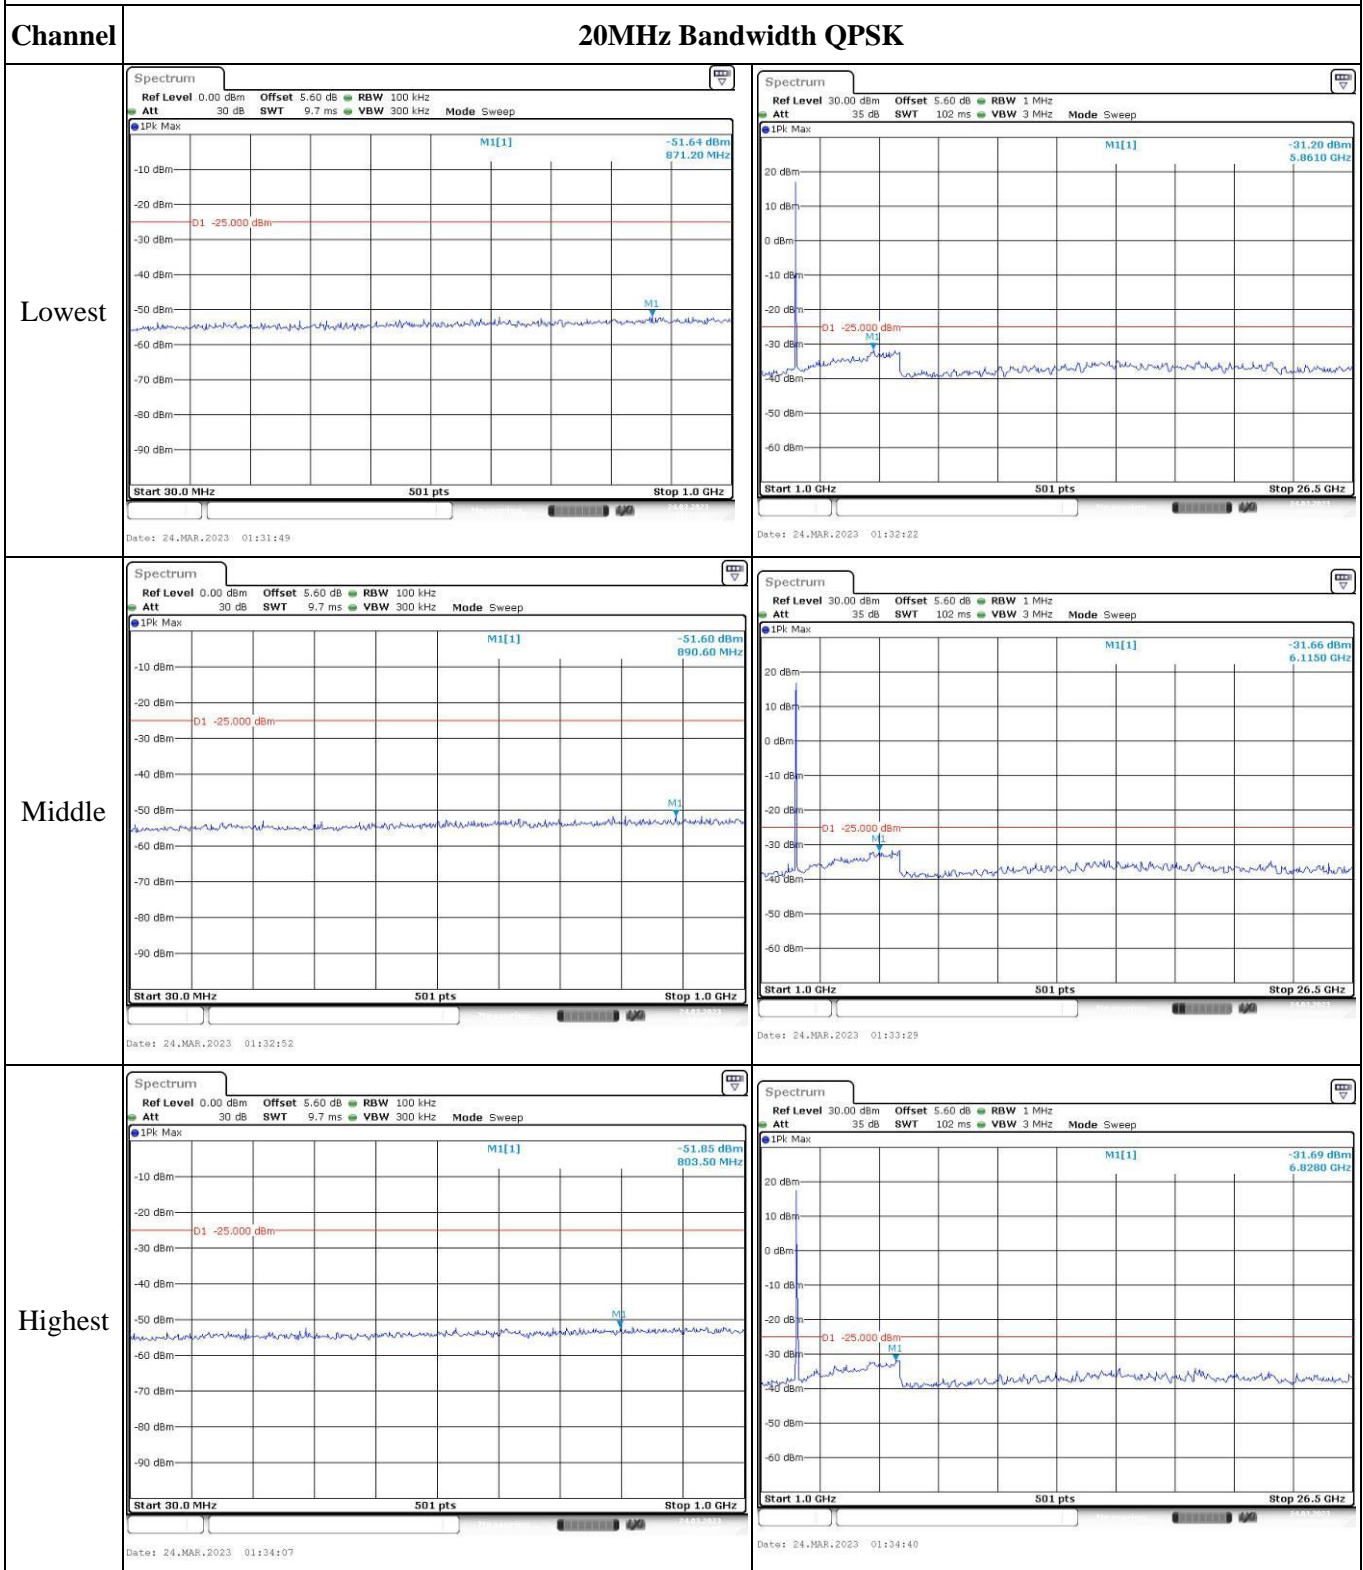 Channel 20MHz Bandwidth QPSK
Lowest
Spectrum
Ref Level 0.00 dBm Offset 5.60 dB RBW 100 kHz
Att 30 dB SWT 9.7 ms VBW 300 kHz Mode Sweep
1Pk Max
M1[1] -51.64 dBm
871.20 MHz
-10 dBm
-20 dBm
D1 -25.000 dBm
-30 dBm
-40 dBm
-50 dBm
M1
-60 dBm
-70 dBm
-80 dBm
-90 dBm
Start 30.0 MHz 501 pts Stop 1.0 GHz
Date: 24.MAR.2023 01:31:49
Spectrum
Ref Level 30.00 dBm Offset 5.60 dB RBW 1 MHz
Att 35 dB SWT 102 ms VBW 3 MHz Mode Sweep
1Pk Max
M1[1] -31.20 dBm
5.8610 GHz
20 dBm
10 dBm
0 dBm
-10 dBm
-20 dBm
D1 -25.000 dBm
M1
-30 dBm
-40 dBm
-50 dBm
-60 dBm
Start 1.0 GHz 501 pts Stop 26.5 GHz
Date: 24.MAR.2023 01:32:22
Middle
Spectrum
Ref Level 0.00 dBm Offset 5.60 dB RBW 100 kHz
Att 30 dB SWT 9.7 ms VBW 300 kHz Mode Sweep
1Pk Max
M1[1] -51.60 dBm
890.60 MHz
-10 dBm
-20 dBm
D1 -25.000 dBm
-30 dBm
-40 dBm
-50 dBm
M1
-60 dBm
-70 dBm
-80 dBm
-90 dBm
Start 30.0 MHz 501 pts Stop 1.0 GHz
Date: 24.MAR.2023 01:32:52
Spectrum
Ref Level 30.00 dBm Offset 5.60 dB RBW 1 MHz
Att 35 dB SWT 102 ms VBW 3 MHz Mode Sweep
1Pk Max
M1[1] -31.66 dBm
6.1150 GHz
20 dBm
10 dBm
0 dBm
-10 dBm
-20 dBm
D1 -25.000 dBm
M1
-30 dBm
-40 dBm
-50 dBm
-60 dBm
Start 1.0 GHz 501 pts Stop 26.5 GHz
Date: 24.MAR.2023 01:33:29
Highest
Spectrum
Ref Level 0.00 dBm Offset 5.60 dB RBW 100 kHz
Att 30 dB SWT 9.7 ms VBW 300 kHz Mode Sweep
1Pk Max
M1[1] -51.85 dBm
803.50 MHz
-10 dBm
-20 dBm
D1 -25.000 dBm
-30 dBm
-40 dBm
-50 dBm
M1
-60 dBm
-70 dBm
-80 dBm
-90 dBm
Start 30.0 MHz 501 pts Stop 1.0 GHz
Date: 24.MAR.2023 01:34:07
Spectrum
Ref Level 30.00 dBm Offset 5.60 dB RBW 1 MHz
Att 35 dB SWT 102 ms VBW 3 MHz Mode Sweep
1Pk Max
M1[1] -31.69 dBm
6.8280 GHz
20 dBm
10 dBm
0 dBm
-10 dBm
-20 dBm
D1 -25.000 dBm
M1
-30 dBm
-40 dBm
-50 dBm
-60 dBm
Start 1.0 GHz 501 pts Stop 26.5 GHz
Date: 24.MAR.2023 01:34:40